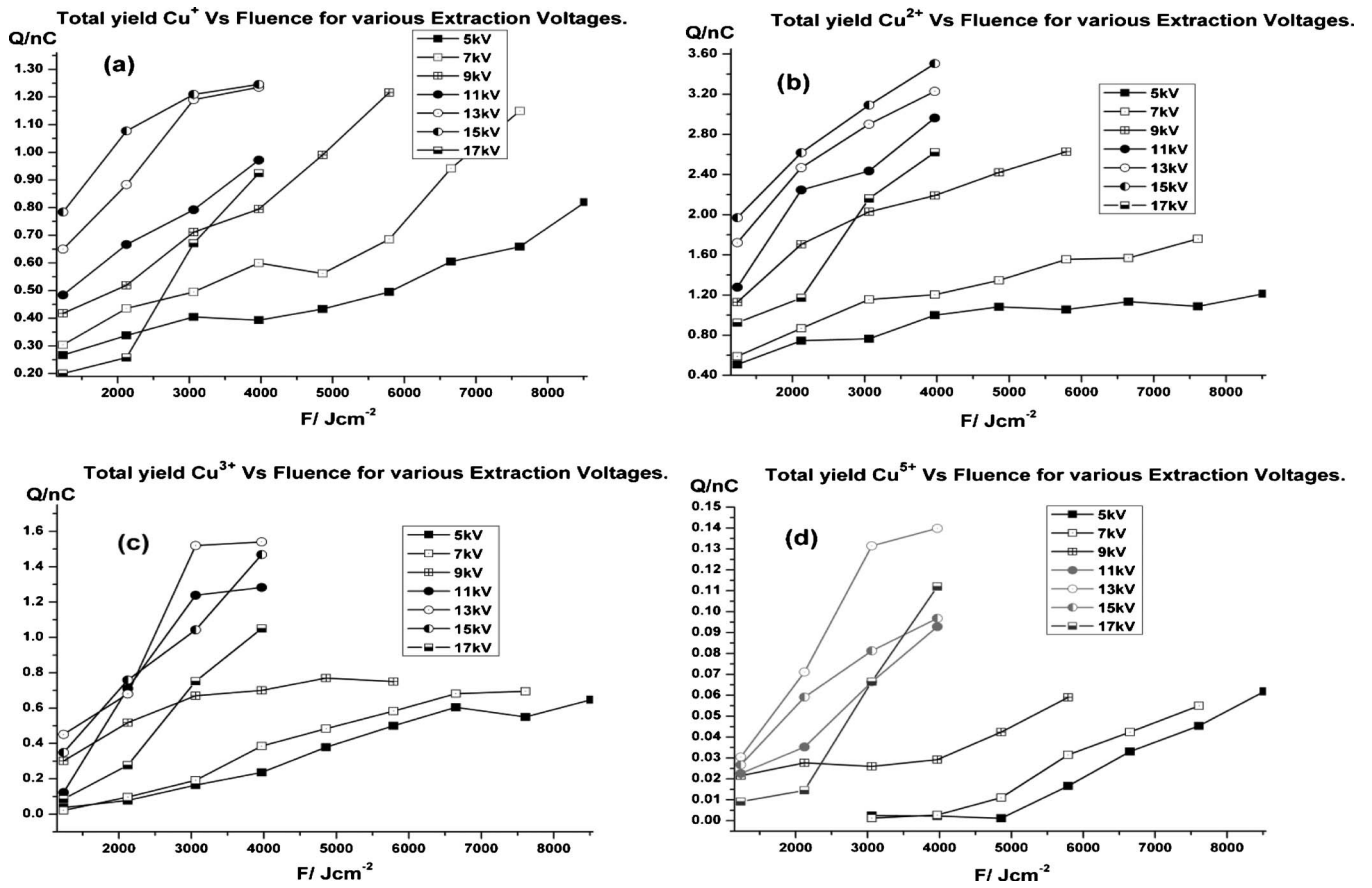 Total yield Cu⁺ Vs Fluence for various Extraction Voltages.
Q/nC
(a)
5kV
7kV
9kV
11kV
13kV
15kV
17kV
1.30
1.20
1.10
1.00
0.90
0.80
0.70
0.60
0.50
0.40
0.30
0.20
2000 3000 4000 5000 6000 7000 8000
F/ Jcm⁻²
Total yield Cu²⁺ Vs Fluence for various Extraction Voltages.
Q/nC
(b)
5kV
7kV
9kV
11kV
13kV
15kV
17kV
3.60
3.20
2.80
2.40
2.00
1.60
1.20
0.80
0.40
2000 3000 4000 5000 6000 7000 8000
F/ Jcm⁻²
Total yield Cu³⁺ Vs Fluence for various Extraction Voltages.
Q/nC
(c)
5kV
7kV
9kV
11kV
13kV
15kV
17kV
1.6
1.4
1.2
1.0
0.8
0.6
0.4
0.2
0.0
2000 3000 4000 5000 6000 7000 8000
F/ Jcm⁻²
Total yield Cu⁵⁺ Vs Fluence for various Extraction Voltages.
Q/nC
(d)
5kV
7kV
9kV
11kV
13kV
15kV
17kV
0.15
0.14
0.13
0.12
0.11
0.10
0.09
0.08
0.07
0.06
0.05
0.04
0.03
0.02
0.01
0.00
2000 3000 4000 5000 6000 7000 8000
F/ Jcm⁻²